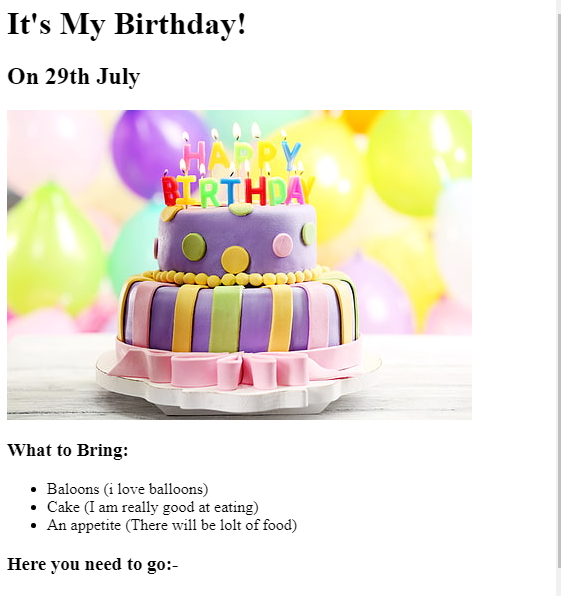 It's My Birthday!
On 29th July
HAPPY
BIRTHDAY
What to Bring:
Baloons (i love balloons)
Cake (I am really good at eating)
An appetite (There will be lolt of food)
Here you need to go:-